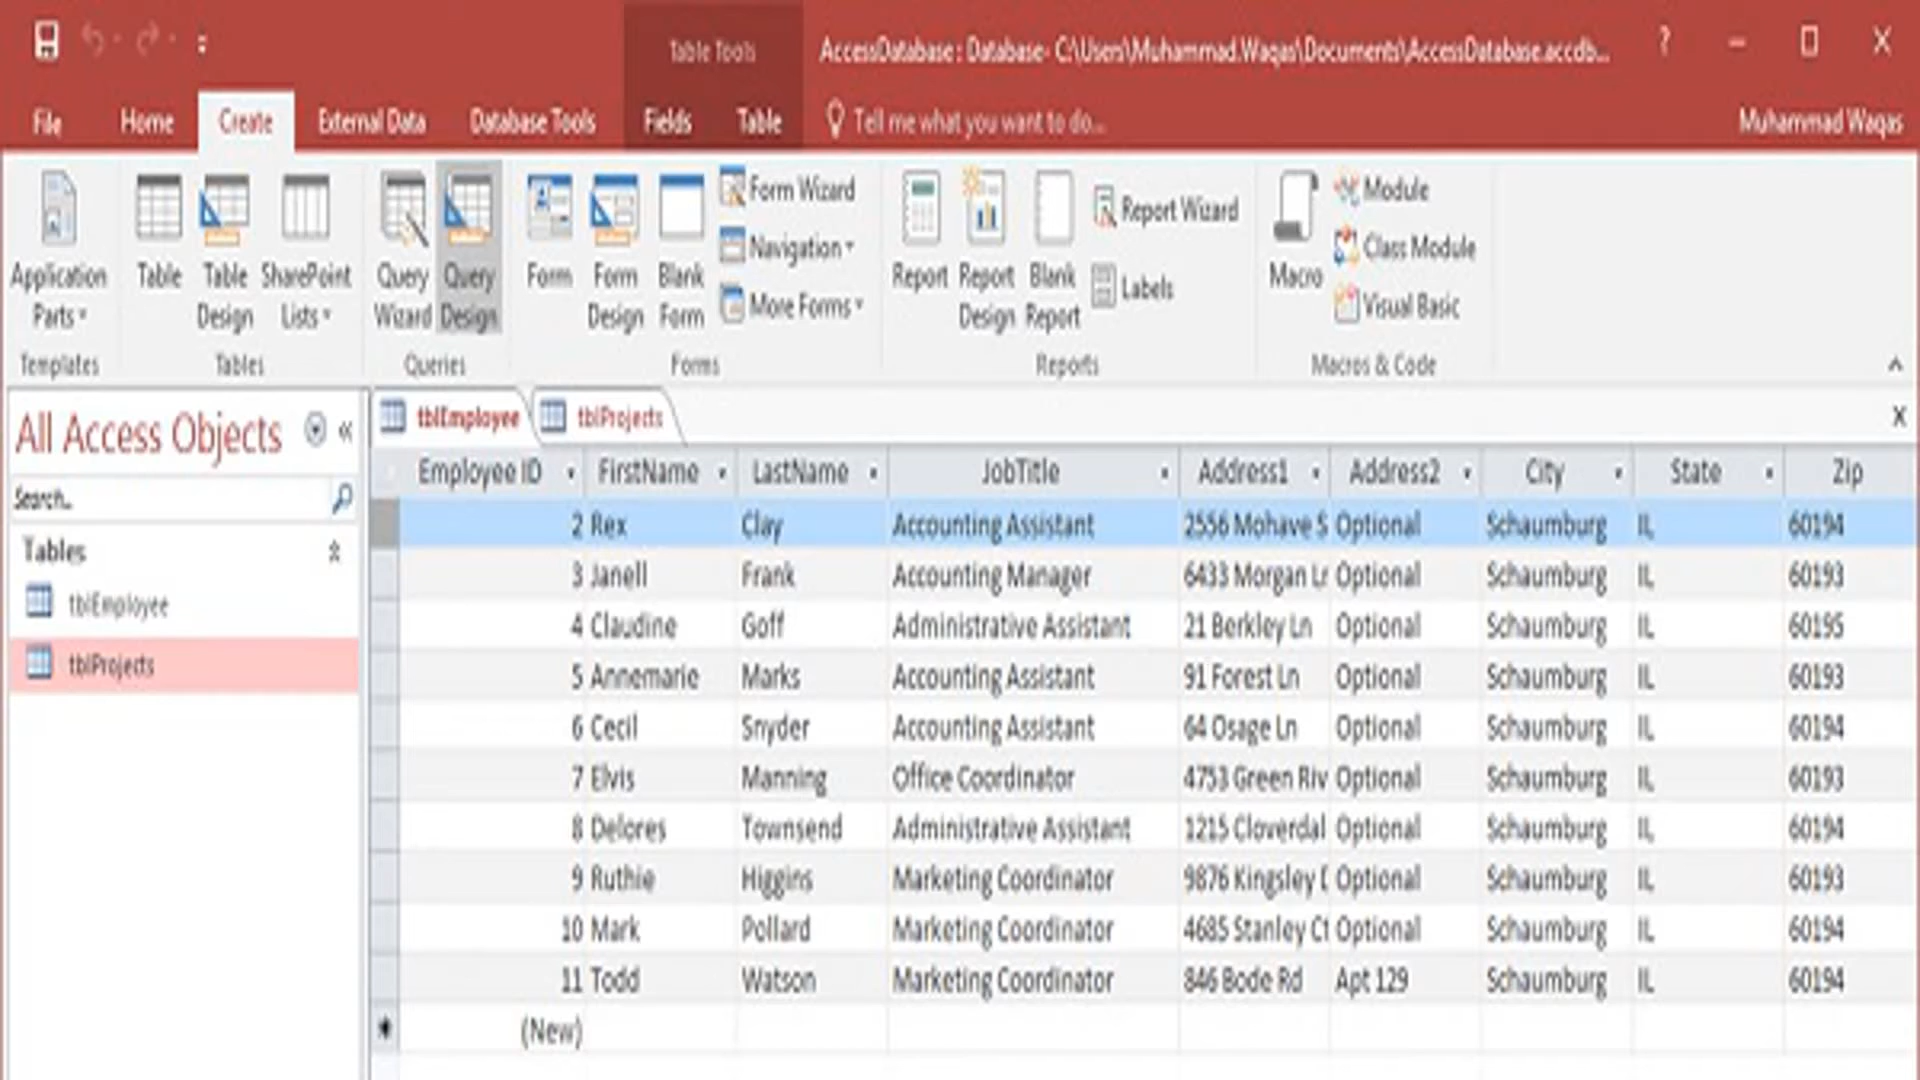 Table Tools
AccessDatabase : Database- C:\Users\Muhammad.Waqas\Documents\AccessDatabase.accdb...
?
File Home Create External Data Database Tools Fields Table Tell me what you want to do... Muhammad Waqas
Application Parts
Table
Table Design
SharePoint Lists
Query Wizard
Query Design
Form
Form Design
Blank Form
Form Wizard
Navigation
More Forms
Report
Report Design
Blank Report
Report Wizard
Labels
Macro
Module
Class Module
Visual Basic
Templates Tables Queries Forms Reports Macros & Code
All Access Objects
Search...
Tables
tblEmployee
tblProjects
tblEmployee tblProjects
Employee ID FirstName LastName JobTitle Address1 Address2 City State Zip
2 Rex Clay Accounting Assistant 2556 Mohave S Optional Schaumburg IL 60194
3 Janell Frank Accounting Manager 6433 Morgan Ln Optional Schaumburg IL 60193
4 Claudine Goff Administrative Assistant 21 Berkley Ln Optional Schaumburg IL 60195
5 Annemarie Marks Accounting Assistant 91 Forest Ln Optional Schaumburg IL 60193
6 Cecil Snyder Accounting Assistant 64 Osage Ln Optional Schaumburg IL 60194
7 Elvis Manning Office Coordinator 4753 Green Riv Optional Schaumburg IL 60193
8 Delores Townsend Administrative Assistant 1215 Cloverdal Optional Schaumburg IL 60194
9 Ruthie Higgins Marketing Coordinator 9876 Kingsley D Optional Schaumburg IL 60193
10 Mark Pollard Marketing Coordinator 4685 Stanley Ct Optional Schaumburg IL 60194
11 Todd Watson Marketing Coordinator 846 Bode Rd Apt 129 Schaumburg IL 60194
(New)